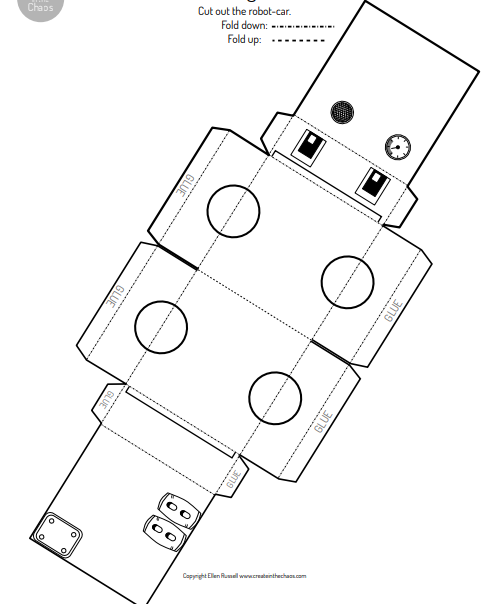 Chaos
Cut out the robot-car.
Fold down:
Fold up:
GLUE
GLUE
GLUE
GLUE
GLUE
GLUE
Copyright Ellen Russell www.createinthechaos.com